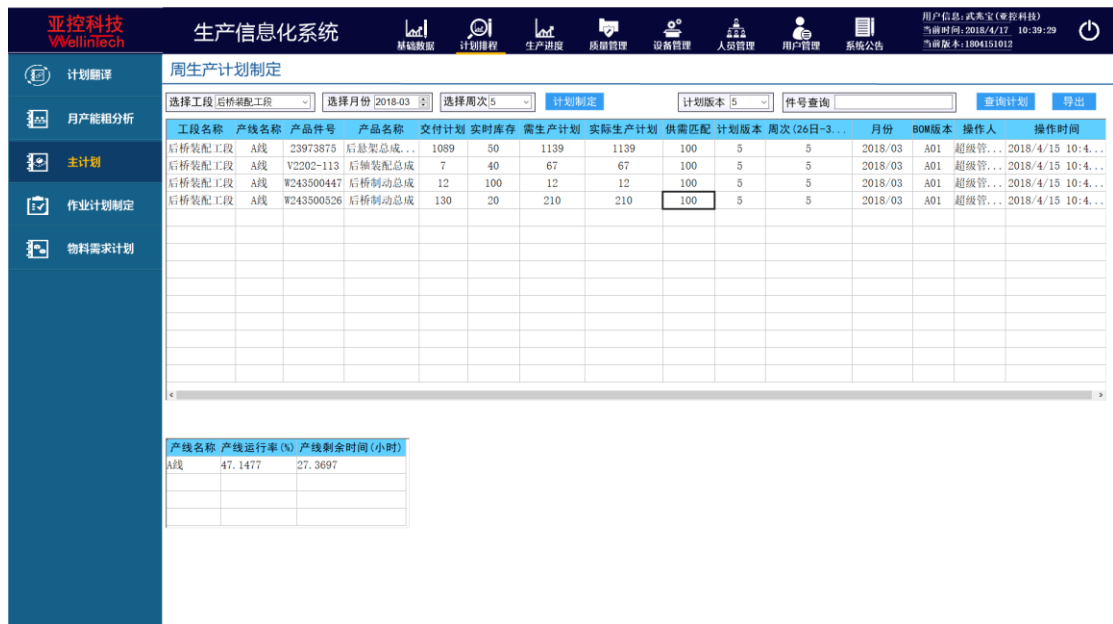 亚控科技
WellinTech
生产信息化系统
基础数据 计划排程 生产进度 质量管理 设备管理 人员管理 用户管理 系统公告
用户信息:武兆宝(亚控科技)
当前时间:2018/4/17 10:39:29
当前版本:1804151012
计划翻译
月产能粗分析
主计划
作业计划制定
物料需求计划
周生产计划制定
选择工段 后桥装配工段 选择月份 2018-03 选择周次 5 计划制定 计划版本 5 件号查询 查询计划 导出
工段名称 产线名称 产品件号 产品名称 交付计划 实时库存 需生产计划 实际生产计划 供需匹配 计划版本 周次(26日-3... 月份 BOM版本 操作人 操作时间
后桥装配工段 A线 23973875 后悬架总成... 1089 50 1139 1139 100 5 5 2018/03 A01 超级管... 2018/4/15 10:4...
后桥装配工段 A线 V2202-113 后轴装配总成 7 40 67 67 100 5 5 2018/03 A01 超级管... 2018/4/15 10:4...
后桥装配工段 A线 W243500447 后桥制动总成 12 100 12 12 100 5 5 2018/03 A01 超级管... 2018/4/15 10:4...
后桥装配工段 A线 W243500526 后桥制动总成 130 20 210 210 100 5 5 2018/03 A01 超级管... 2018/4/15 10:4...
产线名称 产线运行率(%) 产线剩余时间(小时)
A线 47.1477 27.3697